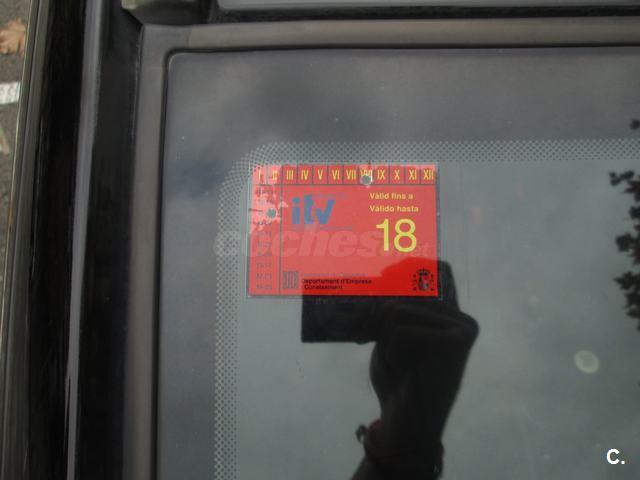 I II III IV V VI VII VIII IX X XI XII
itv
Vàlid fins a
Válido hasta
18
coches.net
Departament d'Empresa
i Coneixement
C.